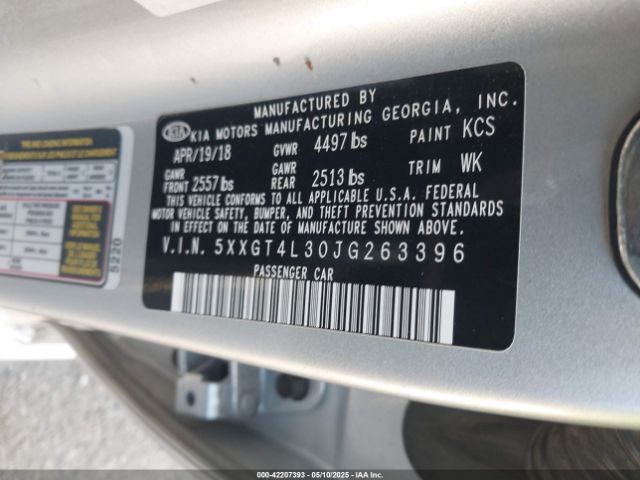 MANUFACTURED BY
KIA KIA MOTORS MANUFACTURING GEORGIA, INC.
APR/19/18 GVWR 4497 lbs PAINT KCS
GAWR FRONT 2557 lbs GAWR REAR 2513 lbs TRIM WK
THIS VEHICLE CONFORMS TO ALL APPLICABLE U.S.A. FEDERAL
MOTOR VEHICLE SAFETY, BUMPER, AND THEFT PREVENTION STANDARDS
IN EFFECT ON THE DATE OF MANUFACTURE SHOWN ABOVE.
V.I.N. 5XXGT4L30JG263396
PASSENGER CAR
5220
000-42207393 — 05/10/2025 — IAA Inc.